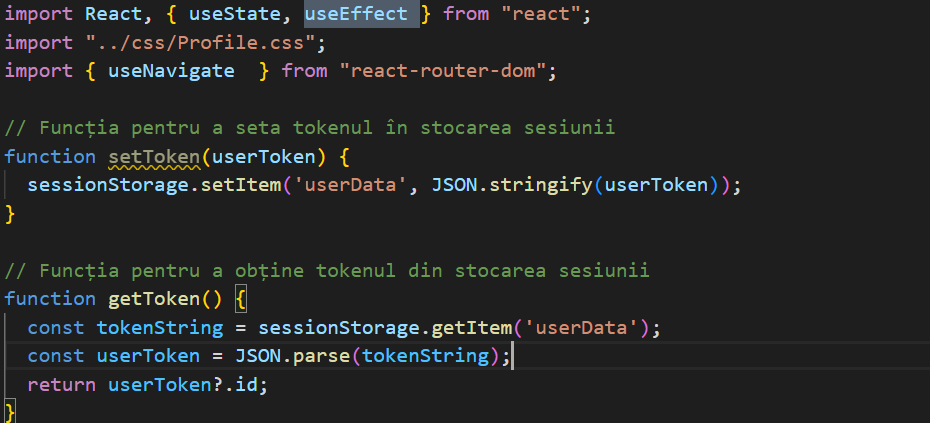 import React, { useState, useEffect } from "react";
import "../css/Profile.css";
import { useNavigate  } from "react-router-dom";
// Funcția pentru a seta tokenul în stocarea sesiunii
function setToken(userToken) {
  sessionStorage.setItem('userData', JSON.stringify(userToken));
}
// Funcția pentru a obține tokenul din stocarea sesiunii
function getToken() {
  const tokenString = sessionStorage.getItem('userData');
  const userToken = JSON.parse(tokenString);
  return userToken?.id;
}